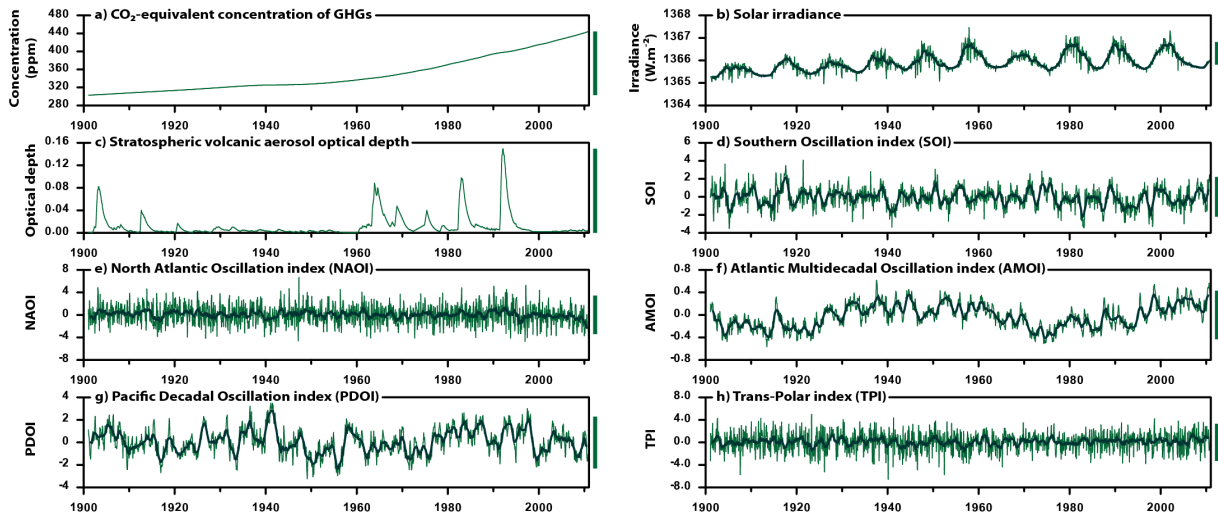 a) CO₂-equivalent concentration of GHGs
Concentration
(ppm)
480
440
400
360
320
280
1900 1920 1940 1960 1980 2000
b) Solar irradiance
Irradiance
(W.m⁻²)
1368
1367
1366
1365
1364
1900 1920 1940 1960 1980 2000
c) Stratospheric volcanic aerosol optical depth
Optical depth
0.16
0.12
0.08
0.04
0.00
1900 1920 1940 1960 1980 2000
d) Southern Oscillation index (SOI)
SOI
6
4
2
0
-2
-4
1900 1920 1940 1960 1980 2000
e) North Atlantic Oscillation index (NAOI)
NAOI
8
4
0
-4
-8
1900 1920 1940 1960 1980 2000
f) Atlantic Multidecadal Oscillation index (AMOI)
AMOI
0.8
0.4
0.0
-0.4
-0.8
1900 1920 1940 1960 1980 2000
g) Pacific Decadal Oscillation index (PDOI)
PDOI
4
2
0
-2
-4
1900 1920 1940 1960 1980 2000
h) Trans-Polar index (TPI)
TPI
8.0
4.0
0.0
-4.0
-8.0
1900 1920 1940 1960 1980 2000